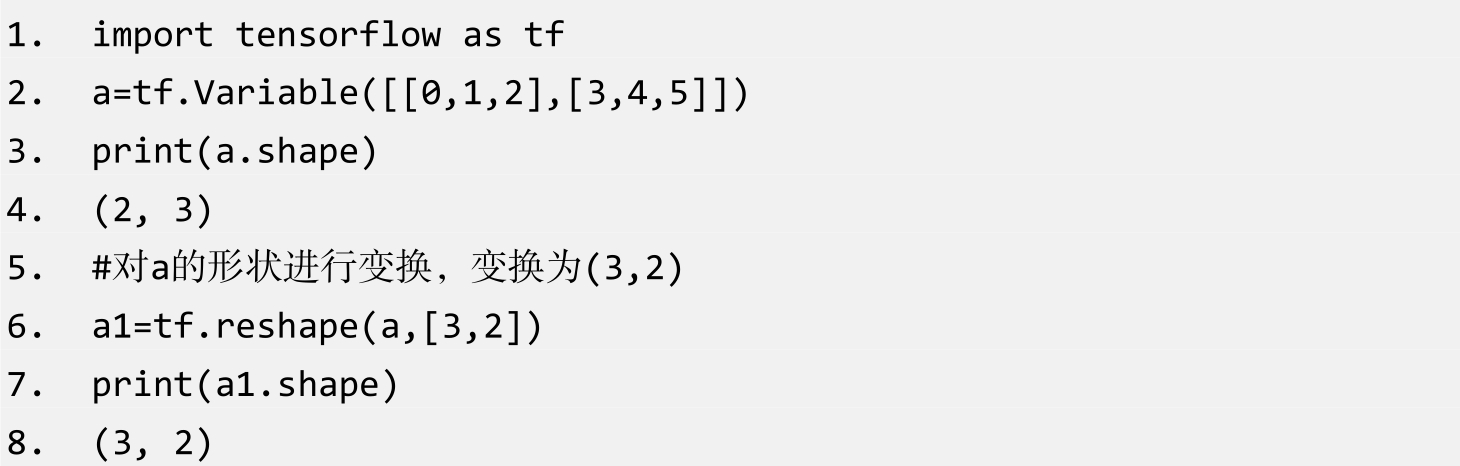 1. import tensorflow as tf
2. a=tf.Variable([[0,1,2],[3,4,5]])
3. print(a.shape)
4. (2, 3)
5. #对a的形状进行变换，变换为(3,2)
6. a1=tf.reshape(a,[3,2])
7. print(a1.shape)
8. (3, 2)